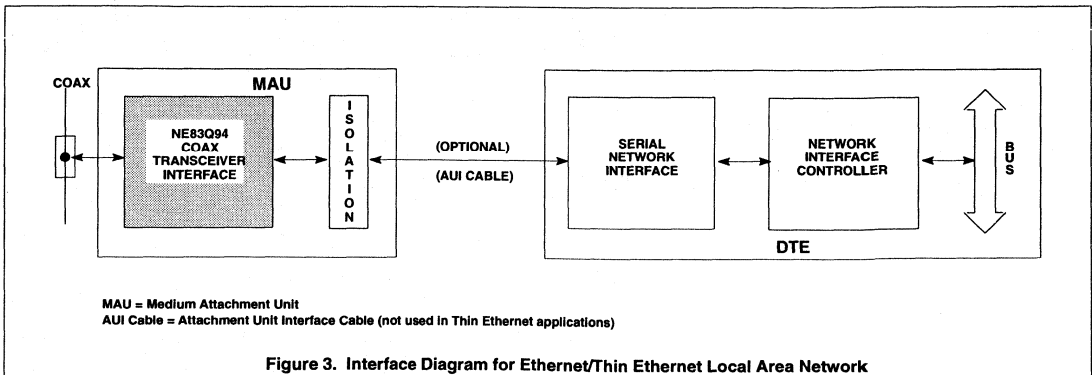 COAX
MAU
NE83Q94
COAX
TRANSCEIVER
INTERFACE
ISOLATION
(OPTIONAL)
(AUI CABLE)
SERIAL
NETWORK
INTERFACE
NETWORK
INTERFACE
CONTROLLER
BUS
DTE
MAU = Medium Attachment Unit
AUI Cable = Attachment Unit Interface Cable (not used in Thin Ethernet applications)
Figure 3. Interface Diagram for Ethernet/Thin Ethernet Local Area Network